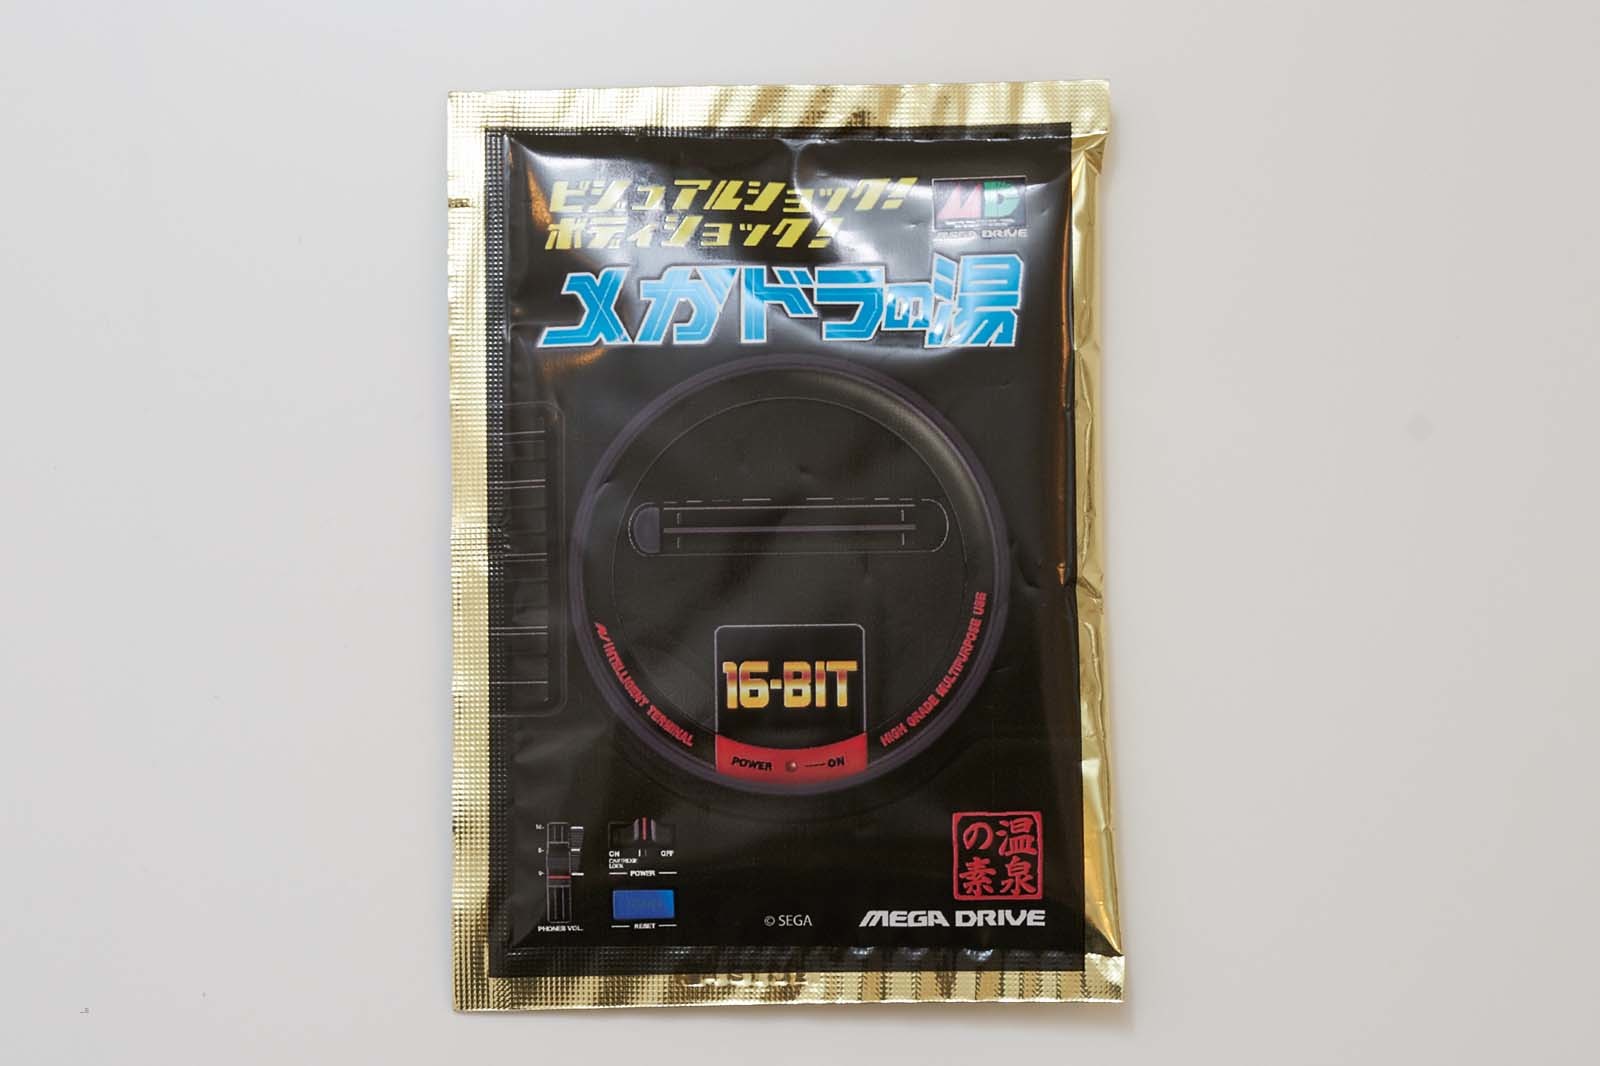 ビジュアルショック!
ボディショック!
MD
MEGA DRIVE
メガドラの湯
AV INTELLIGENT TERMINAL
HIGH GRADE MULTIPURPOSE USE
16-BIT
POWER ON
ON OFF
CARTRIDGE
LOCK
POWER
RESET
PHONES VOL.
© SEGA
温泉の素
MEGA DRIVE